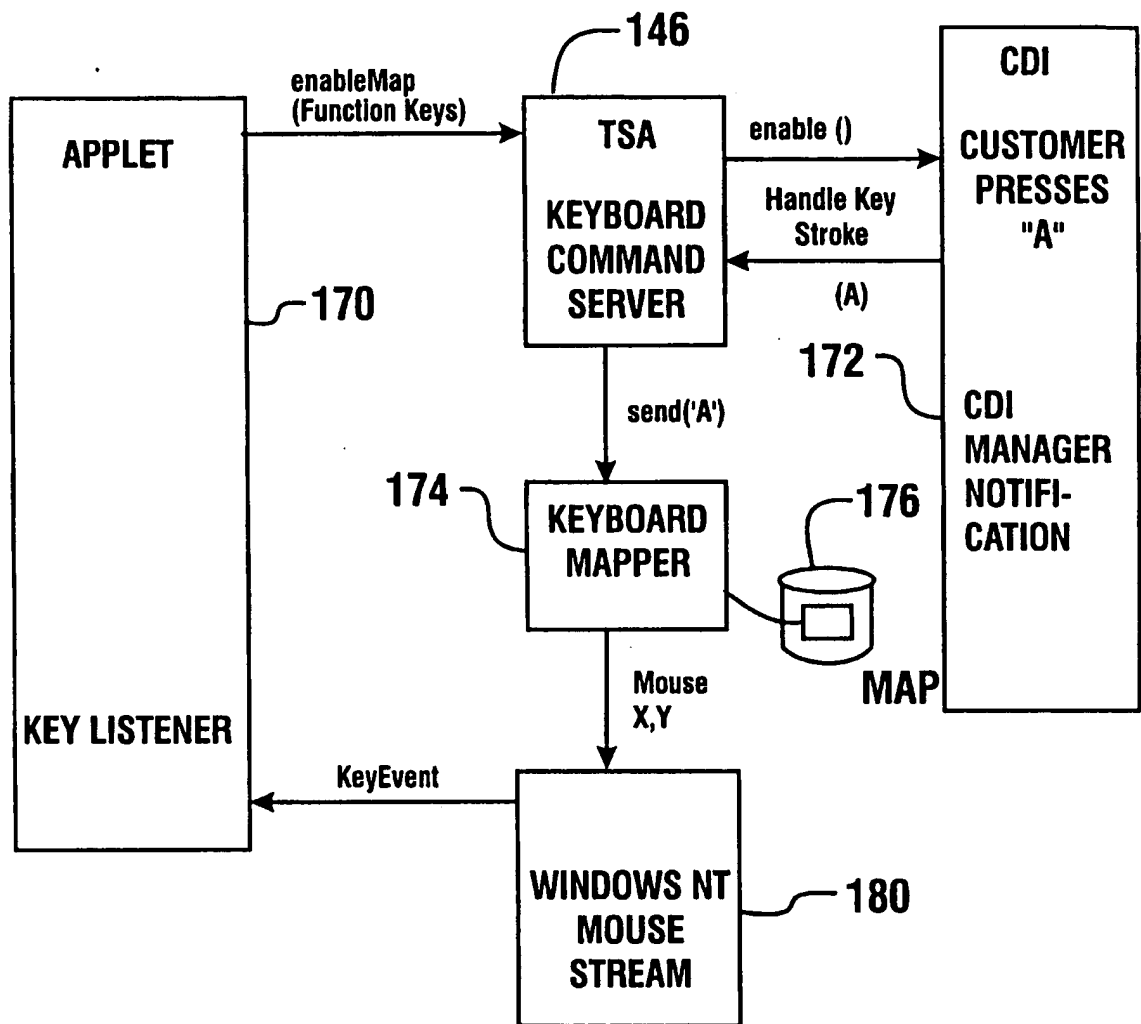 146
enableMap
(Function Keys)
APPLET
TSA
KEYBOARD
COMMAND
SERVER
enable ()
Handle Key
Stroke
(A)
CDI
CUSTOMER
PRESSES
"A"
170
172
CDI
MANAGER
NOTIFI-
CATION
send('A')
174
KEYBOARD
MAPPER
176
MAP
Mouse
X,Y
KEY LISTENER
KeyEvent
WINDOWS NT
MOUSE
STREAM
180